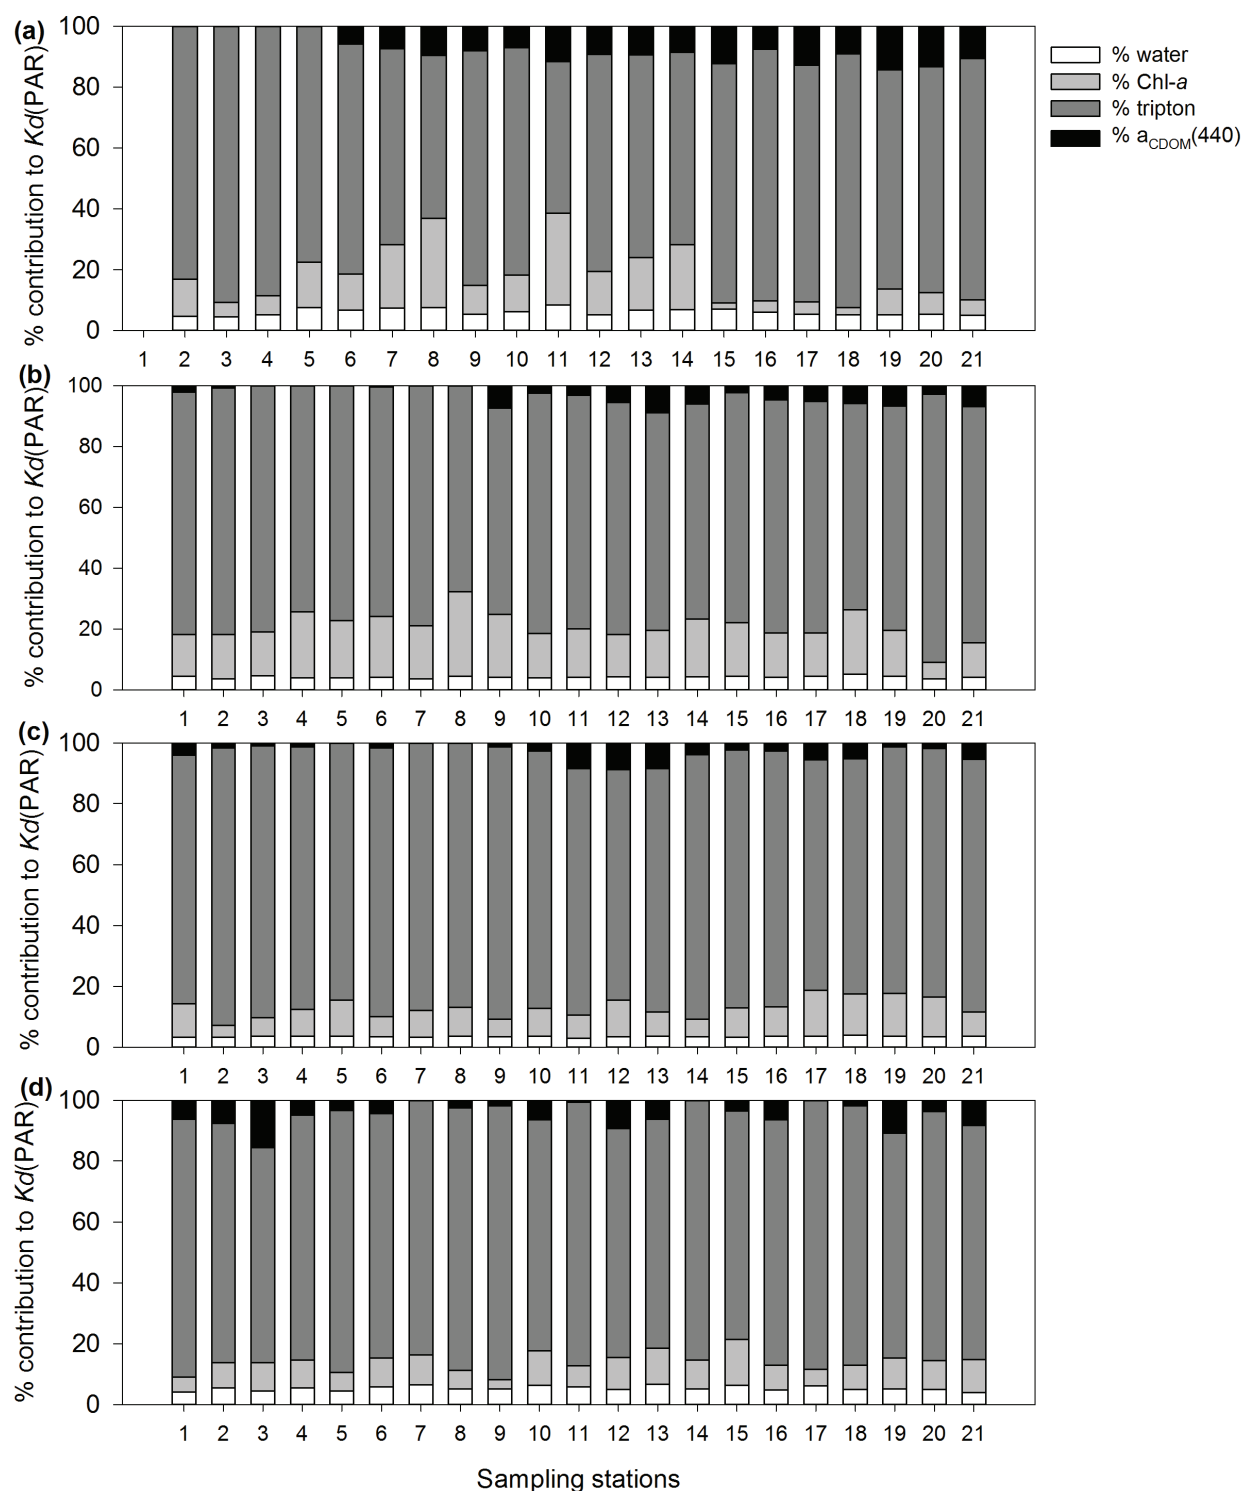 (a)
% contribution to Kd(PAR)
100
80
60
40
20
0
1 2 3 4 5 6 7 8 9 10 11 12 13 14 15 16 17 18 19 20 21
% water
% Chl-a
% tripton
% aCDOM(440)
(b)
% contribution to Kd(PAR)
100
80
60
40
20
0
1 2 3 4 5 6 7 8 9 10 11 12 13 14 15 16 17 18 19 20 21
(c)
% contribution to Kd(PAR)
100
80
60
40
20
0
1 2 3 4 5 6 7 8 9 10 11 12 13 14 15 16 17 18 19 20 21
(d)
% contribution to Kd(PAR)
100
80
60
40
20
0
1 2 3 4 5 6 7 8 9 10 11 12 13 14 15 16 17 18 19 20 21
Sampling stations